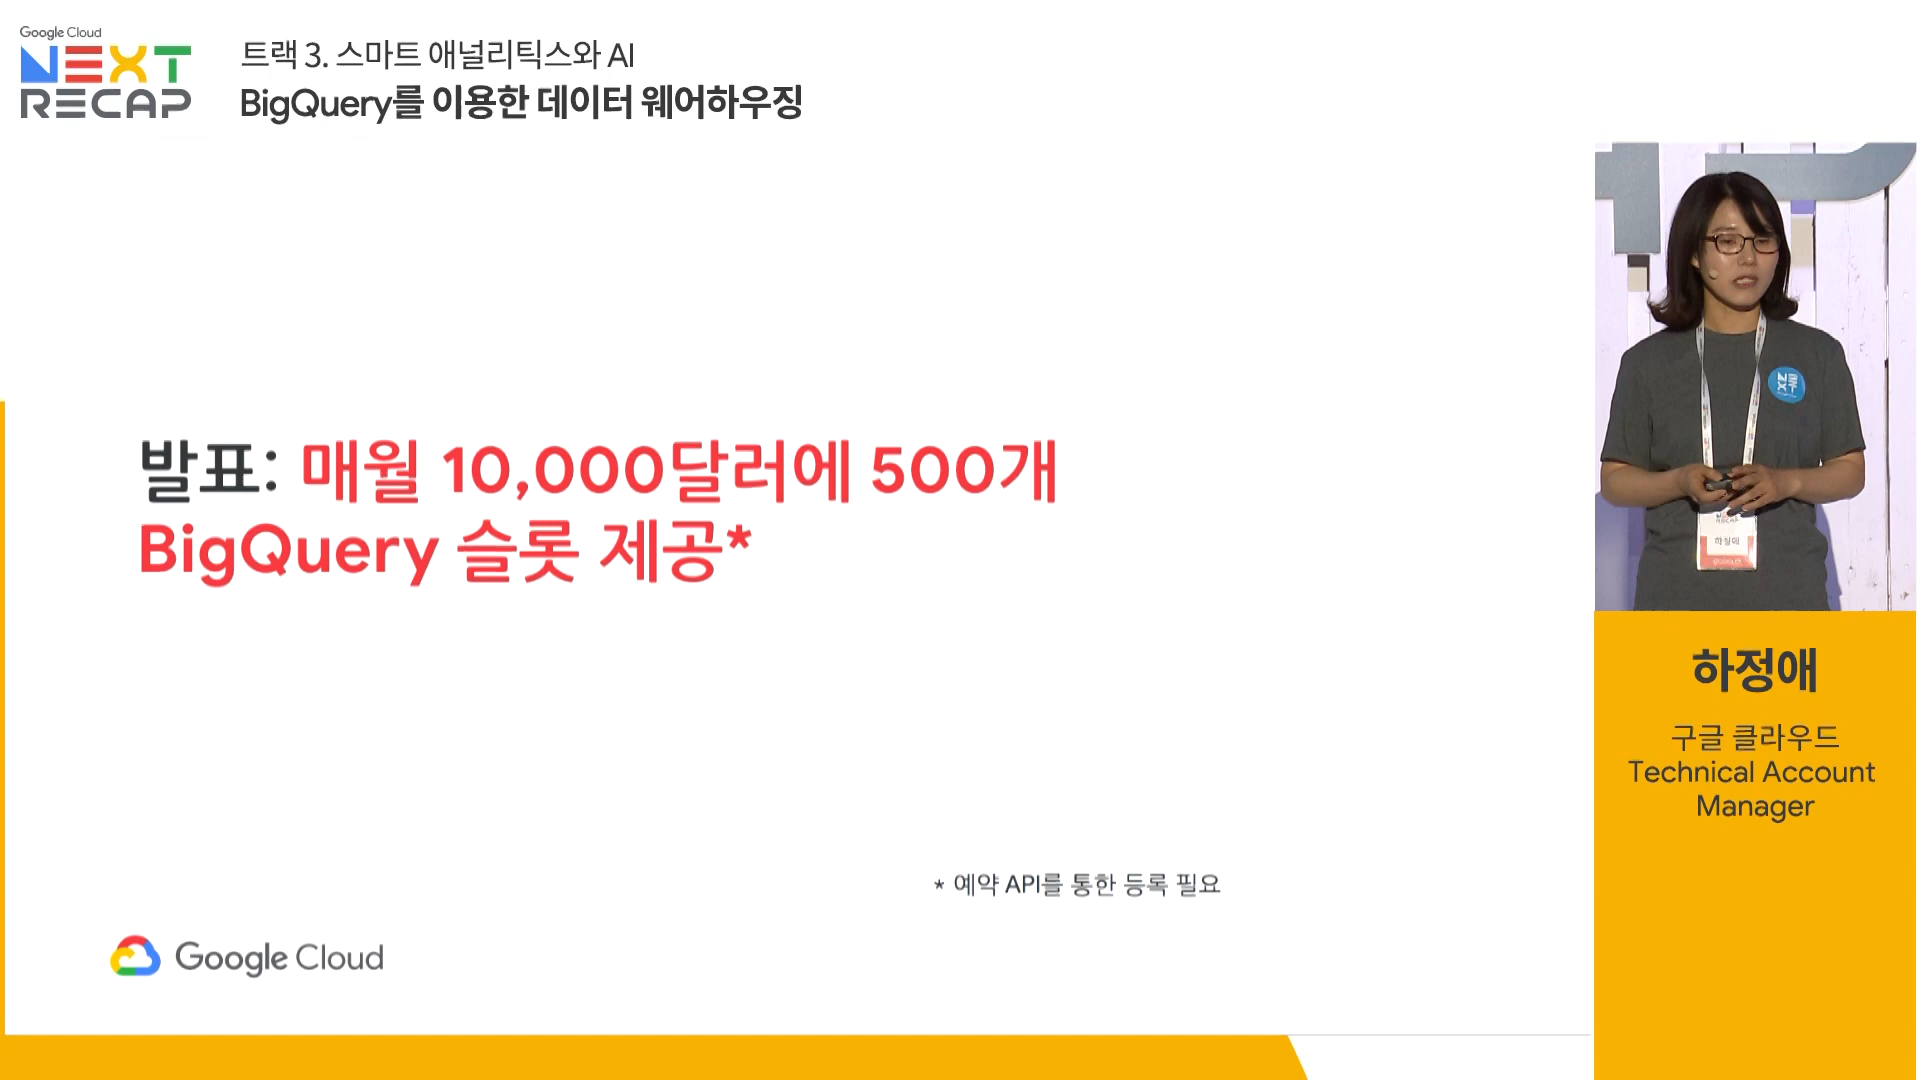 Google Cloud
NEXT
RECAP
트랙 3. 스마트 애널리틱스와 AI
BigQuery를 이용한 데이터 웨어하우징
발표: 매월 10,000달러에 500개
BigQuery 슬롯 제공*
* 예약 API를 통한 등록 필요
Google Cloud
RECAP
하정애
하정애
구글 클라우드
Technical Account
Manager